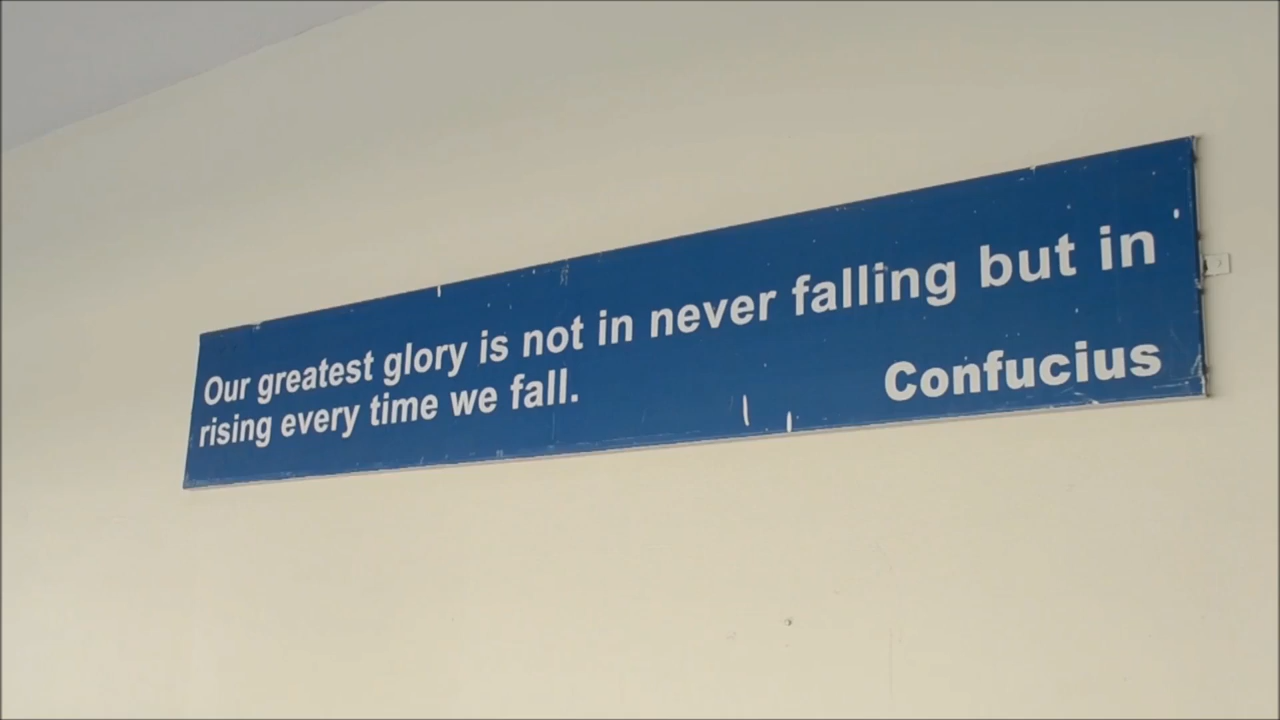 Our greatest glory is not in never falling but in
rising every time we fall.
Confucius